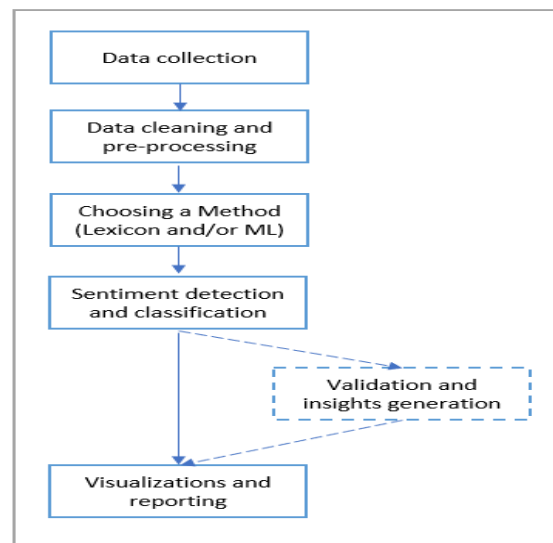 Data collection
Data cleaning and
pre-processing
Choosing a Method
(Lexicon and/or ML)
Sentiment detection
and classification
Validation and
insights generation
Visualizations and
reporting